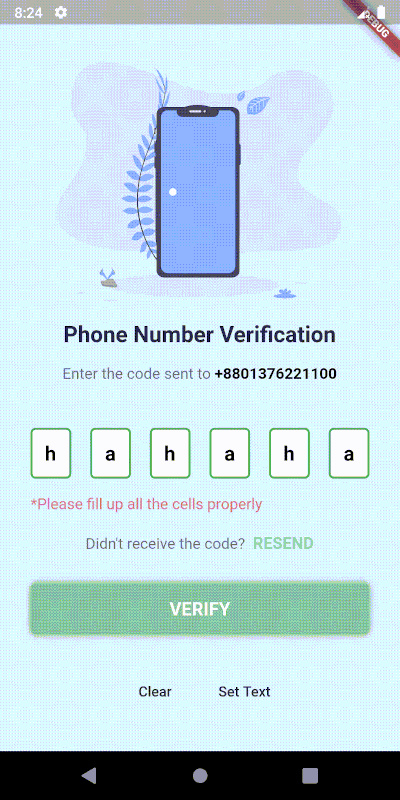 8:24
DEBUG
Phone Number Verification
Enter the code sent to +8801376221100
h a h a h a
*Please fill up all the cells properly
Didn't receive the code? RESEND
VERIFY
Clear Set Text